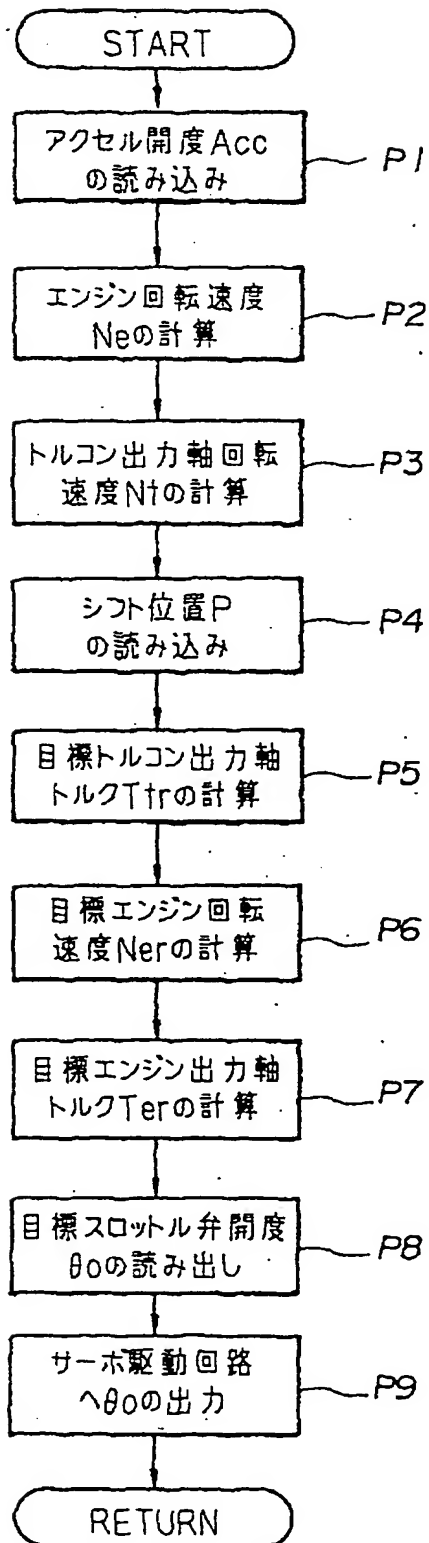 START
アクセル開度Acc
の読み込み
P1
エンジン回転速度
Neの計算
P2
トルコン出力軸回転
速度Ntの計算
P3
シフト位置P
の読み込み
P4
目標トルコン出力軸
トルクTtrの計算
P5
目標エンジン回転
速度Nerの計算
P6
目標エンジン出力軸
トルクTerの計算
P7
目標スロットル弁開度
θoの読み出し
P8
サーボ駆動回路
へθoの出力
P9
RETURN